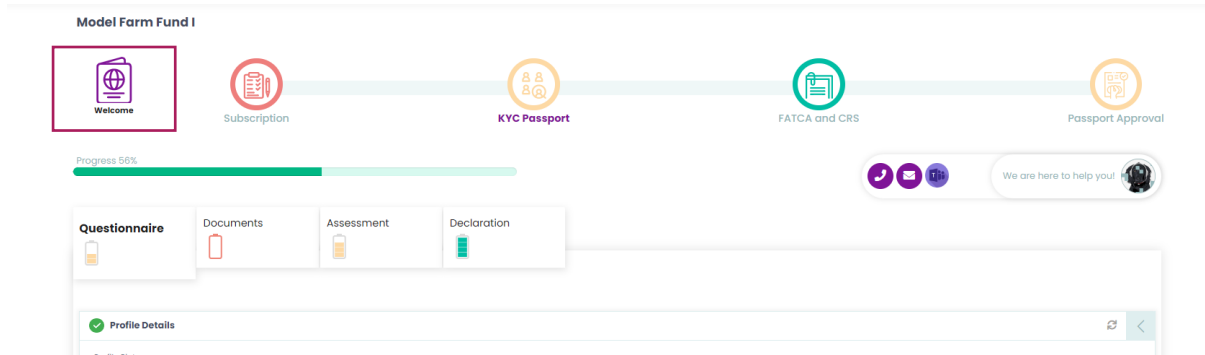 Model Farm Fund I
Welcome
Subscription
KYC Passport
FATCA and CRS
Passport Approval
Progress 56%
We are here to help you!
Questionnaire
Documents
Assessment
Declaration
Profile Details